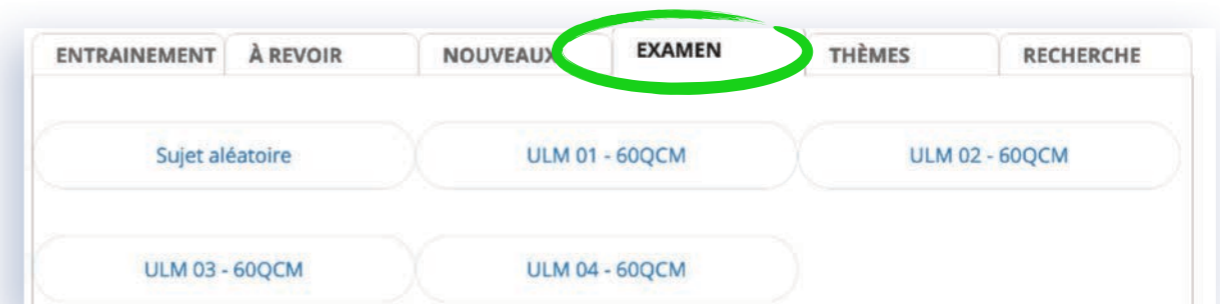 ENTRAINEMENT À REVOIR NOUVEAUX EXAMEN THÈMES RECHERCHE
Sujet aléatoire ULM 01 - 60QCM ULM 02 - 60QCM
ULM 03 - 60QCM ULM 04 - 60QCM